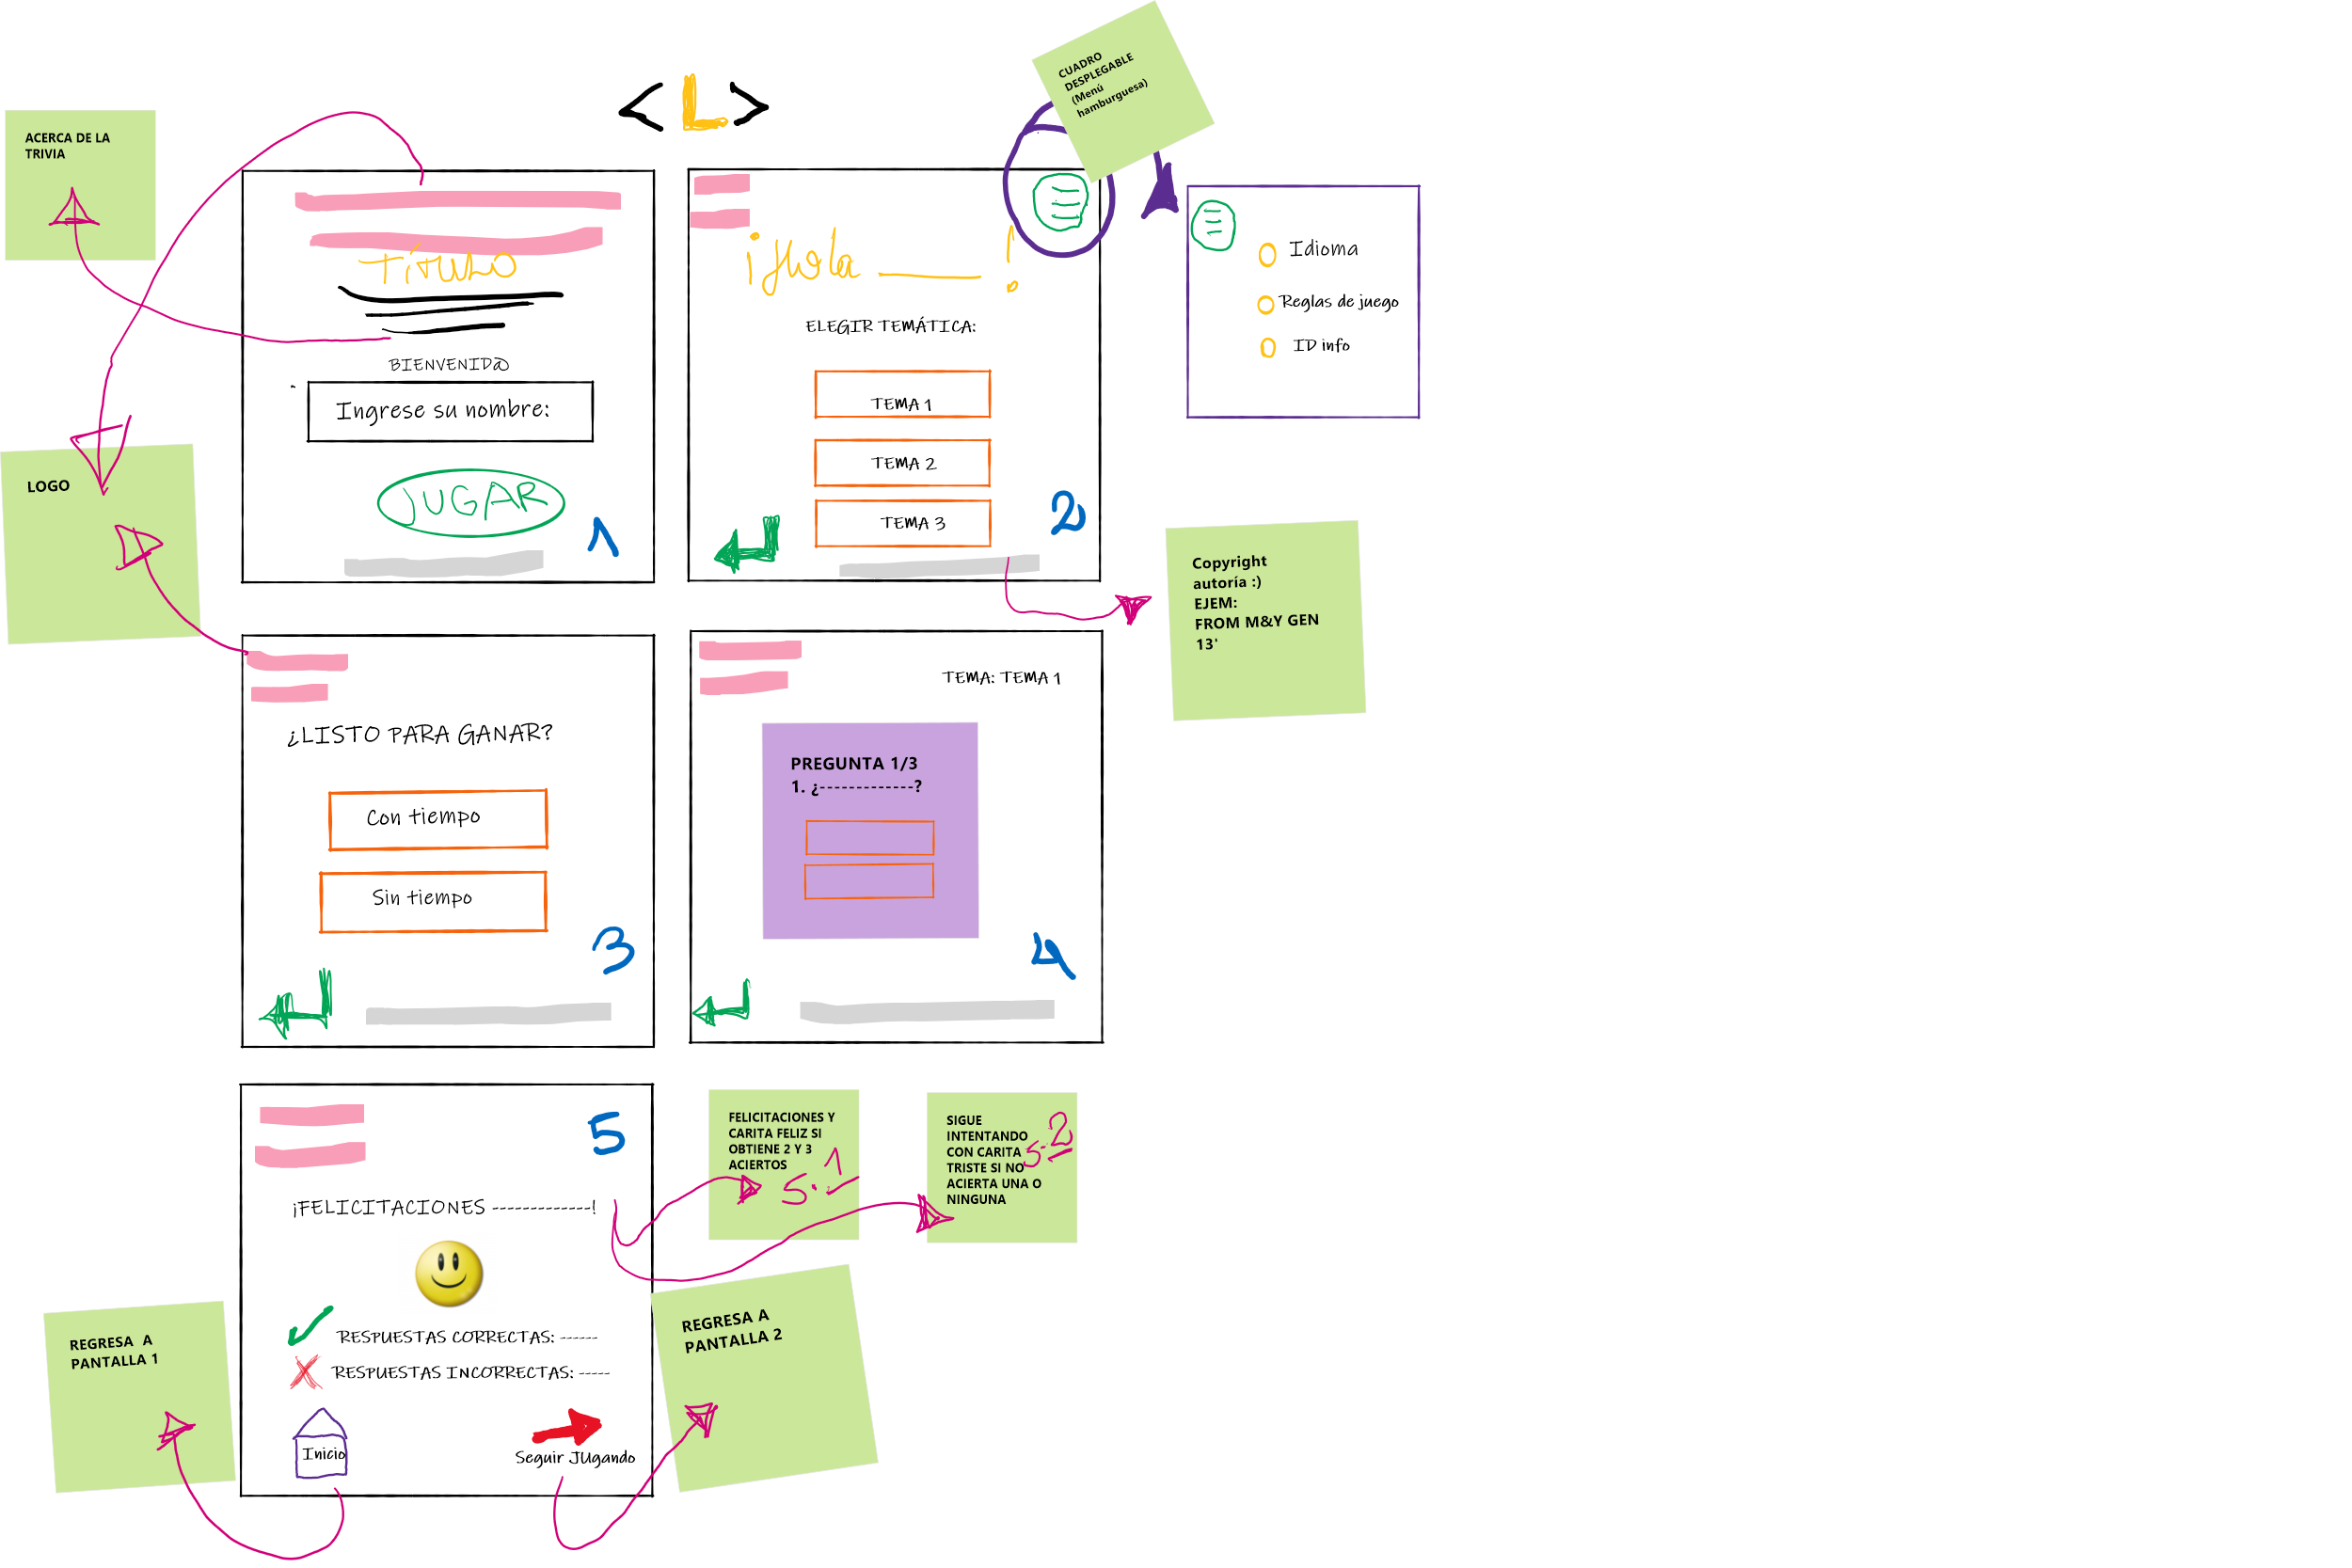 < L >
CUADRO
DESPLEGABLE
(Menú
hamburguesa)
ACERCA DE LA
TRIVIA
TÍTULO
BIENVENID@
Ingrese su nombre:
JUGAR
1
LOGO
¡Hola ______!
ELEGIR TEMÁTICA:
TEMA 1
TEMA 2
TEMA 3
2
Idioma
Reglas de juego
ID info
Copyright
autoría :)
EJEM:
FROM M&Y GEN
13'
¿LISTO PARA GANAR?
Con tiempo
Sin tiempo
3
TEMA: TEMA 1
PREGUNTA 1/3
1. ¿-------------?
4
5
¡FELICITACIONES -------------!
RESPUESTAS CORRECTAS: ------
RESPUESTAS INCORRECTAS: -----
Inicio
Seguir JUgando
FELICITACIONES Y
CARITA FELIZ SI
OBTIENE 2 Y 3
ACIERTOS
5.1
SIGUE
INTENTANDO
CON CARITA
TRISTE SI NO
ACIERTA UNA O
NINGUNA
5.2
REGRESA A
PANTALLA 1
REGRESA A
PANTALLA 2